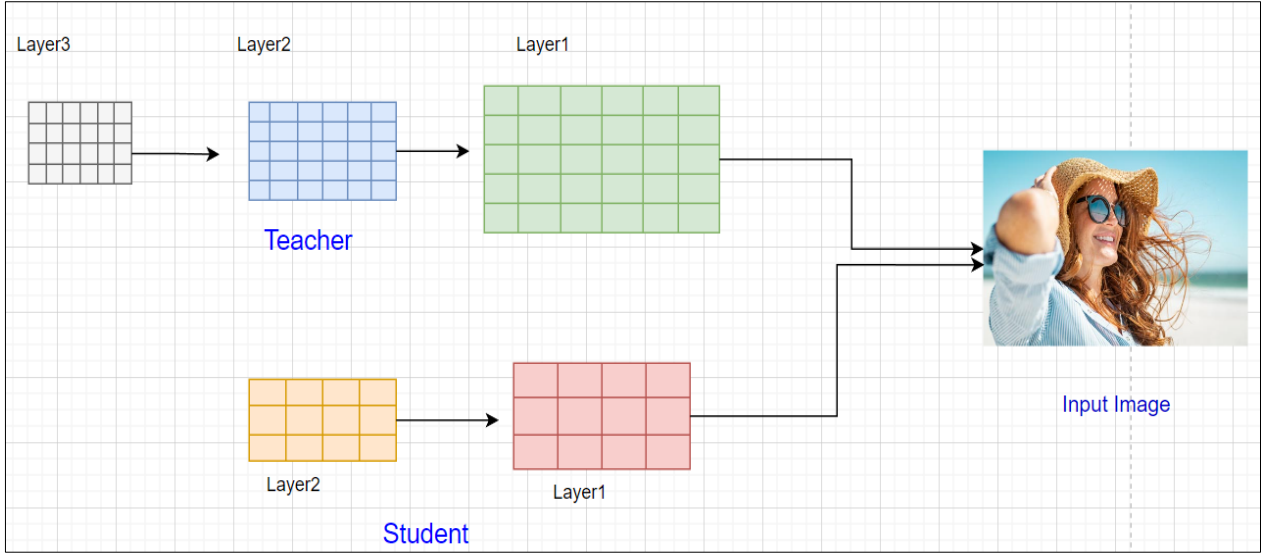 Layer3
Layer2
Layer1
Teacher
Input Image
Layer2
Layer1
Student